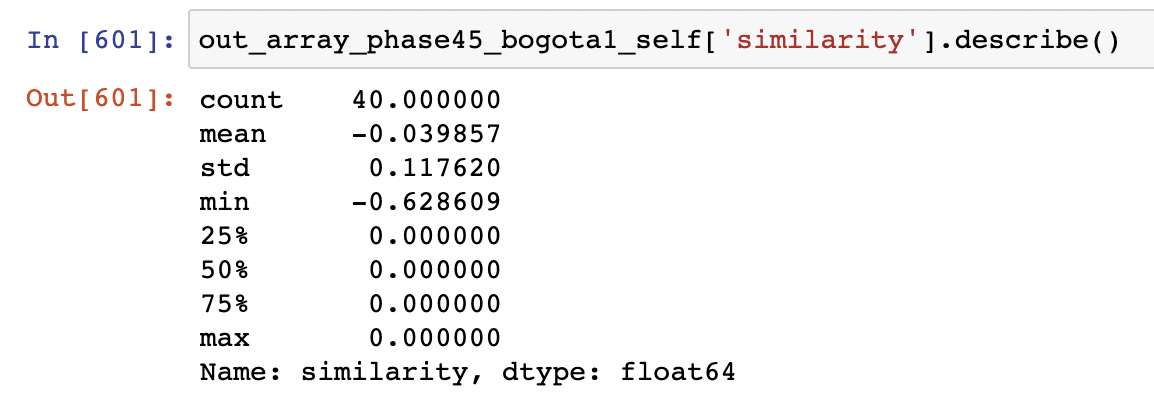 In [601]: out_array_phase45_bogota1_self['similarity'].describe()
Out[601]: count    40.000000
mean     -0.039857
std       0.117620
min      -0.628609
25%       0.000000
50%       0.000000
75%       0.000000
max       0.000000
Name: similarity, dtype: float64